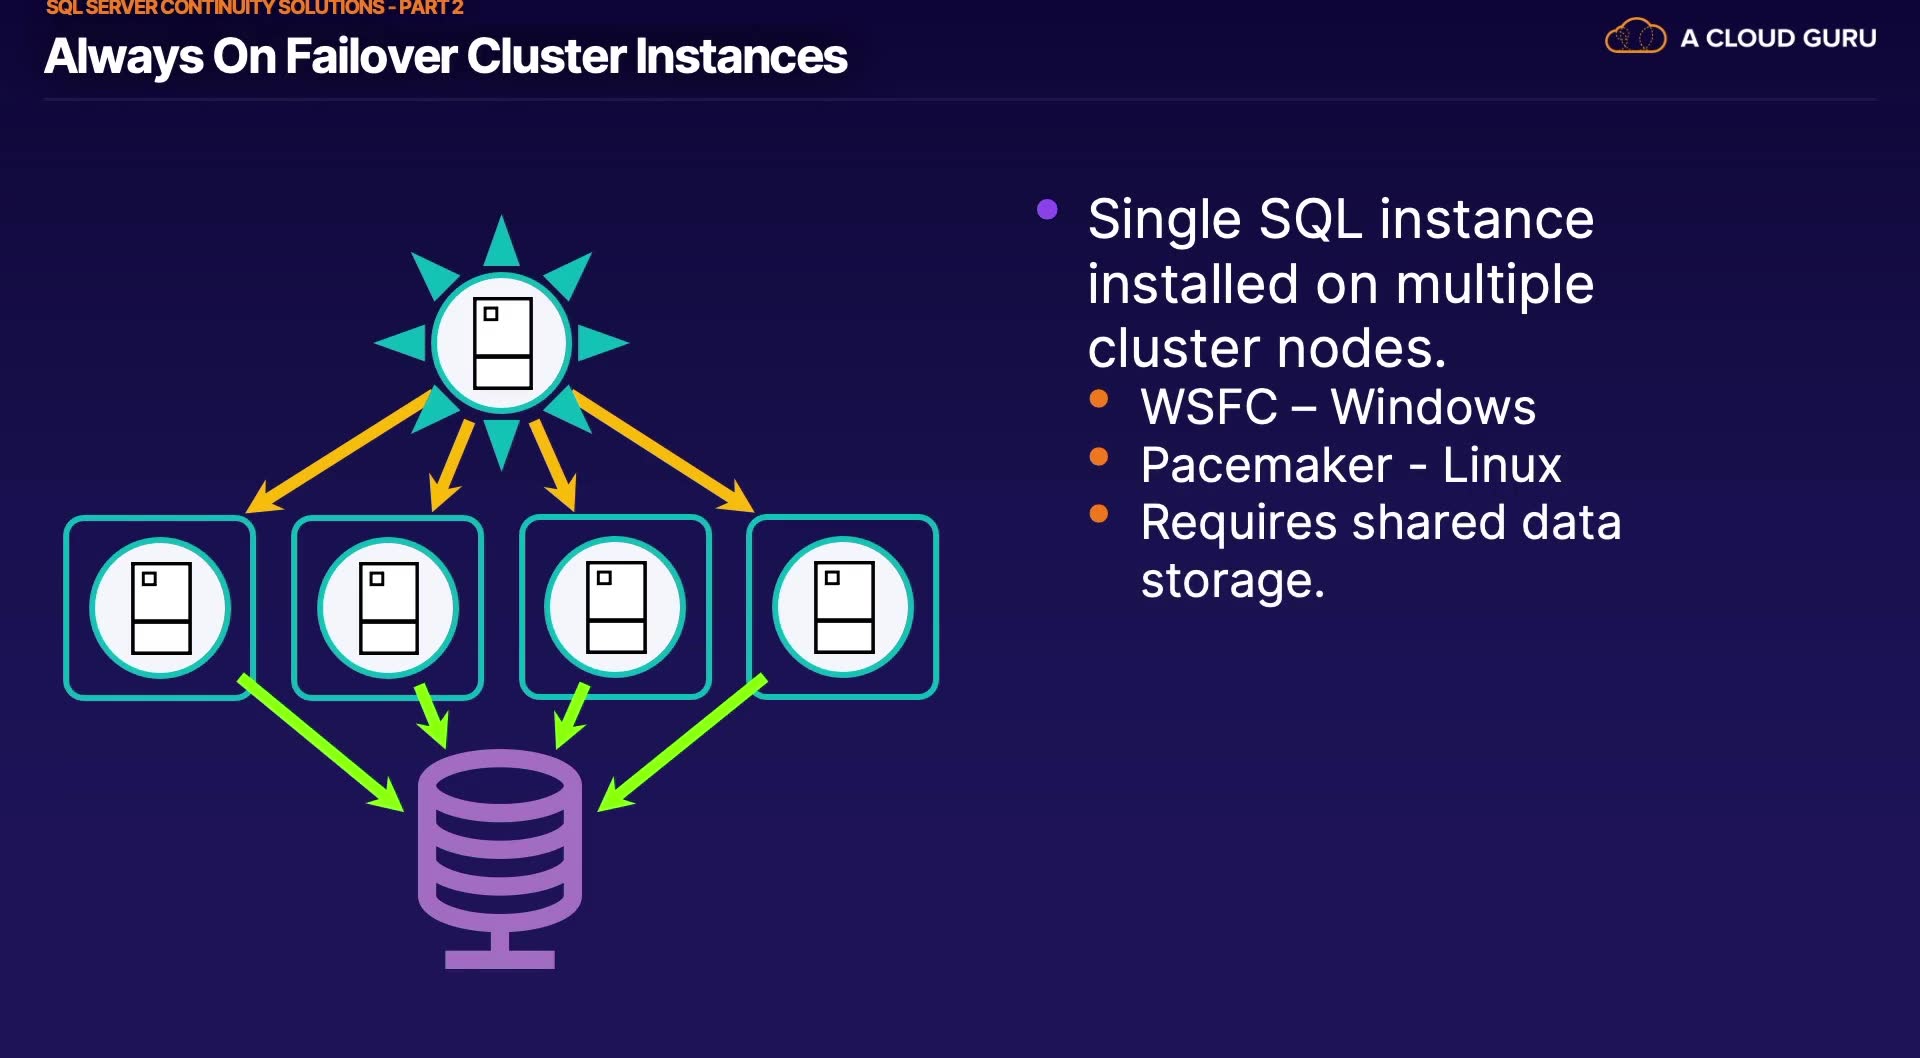 SQL SERVER CONTINUITY SOLUTIONS - PART 2
Always On Failover Cluster Instances
A CLOUD GURU
Single SQL instance
installed on multiple
cluster nodes.
WSFC – Windows
Pacemaker - Linux
Requires shared data
storage.